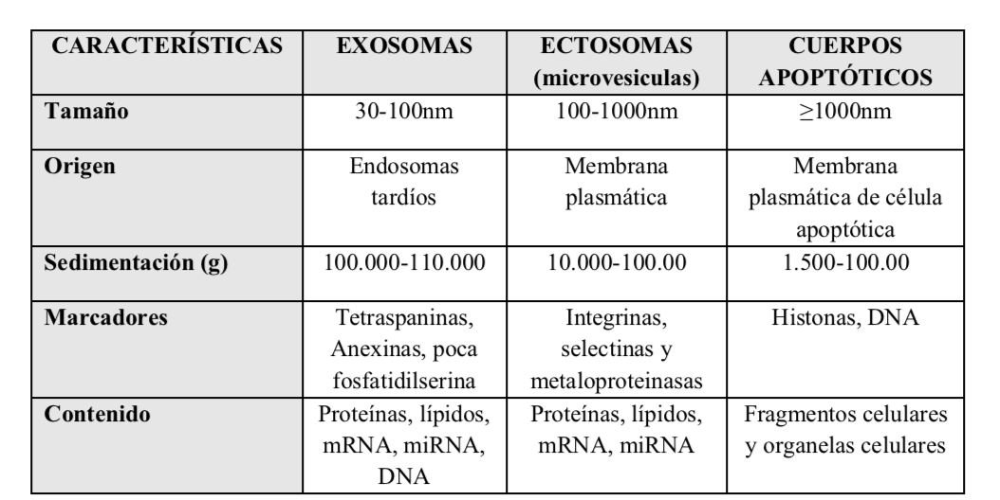 CARACTERÍSTICAS EXOSOMAS ECTOSOMAS CUERPOS
(microvesiculas) APOPTÓTICOS
Tamaño 30-100nm 100-1000nm ≥1000nm
Origen Endosomas Membrana Membrana
tardíos plasmática plasmática de célula
apoptótica
Sedimentación (g) 100.000-110.000 10.000-100.00 1.500-100.00
Marcadores Tetraspaninas, Integrinas, Histonas, DNA
Anexinas, poca selectinas y
fosfatidilserina metaloproteinasas
Contenido Proteínas, lípidos, Proteínas, lípidos, Fragmentos celulares
mRNA, miRNA, mRNA, miRNA y organelas celulares
DNA